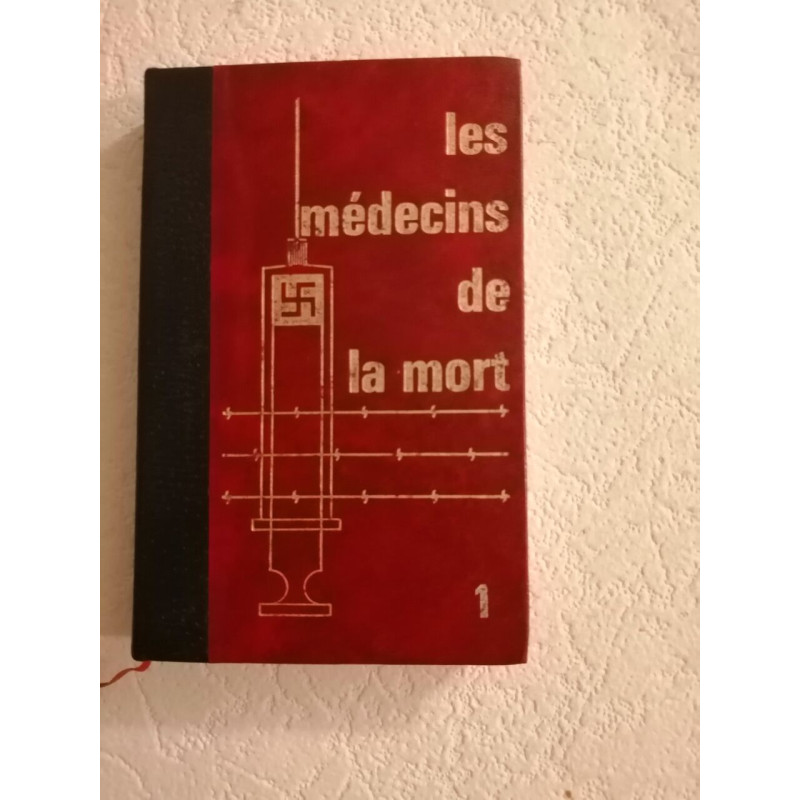 les
médecins
de
la mort
1